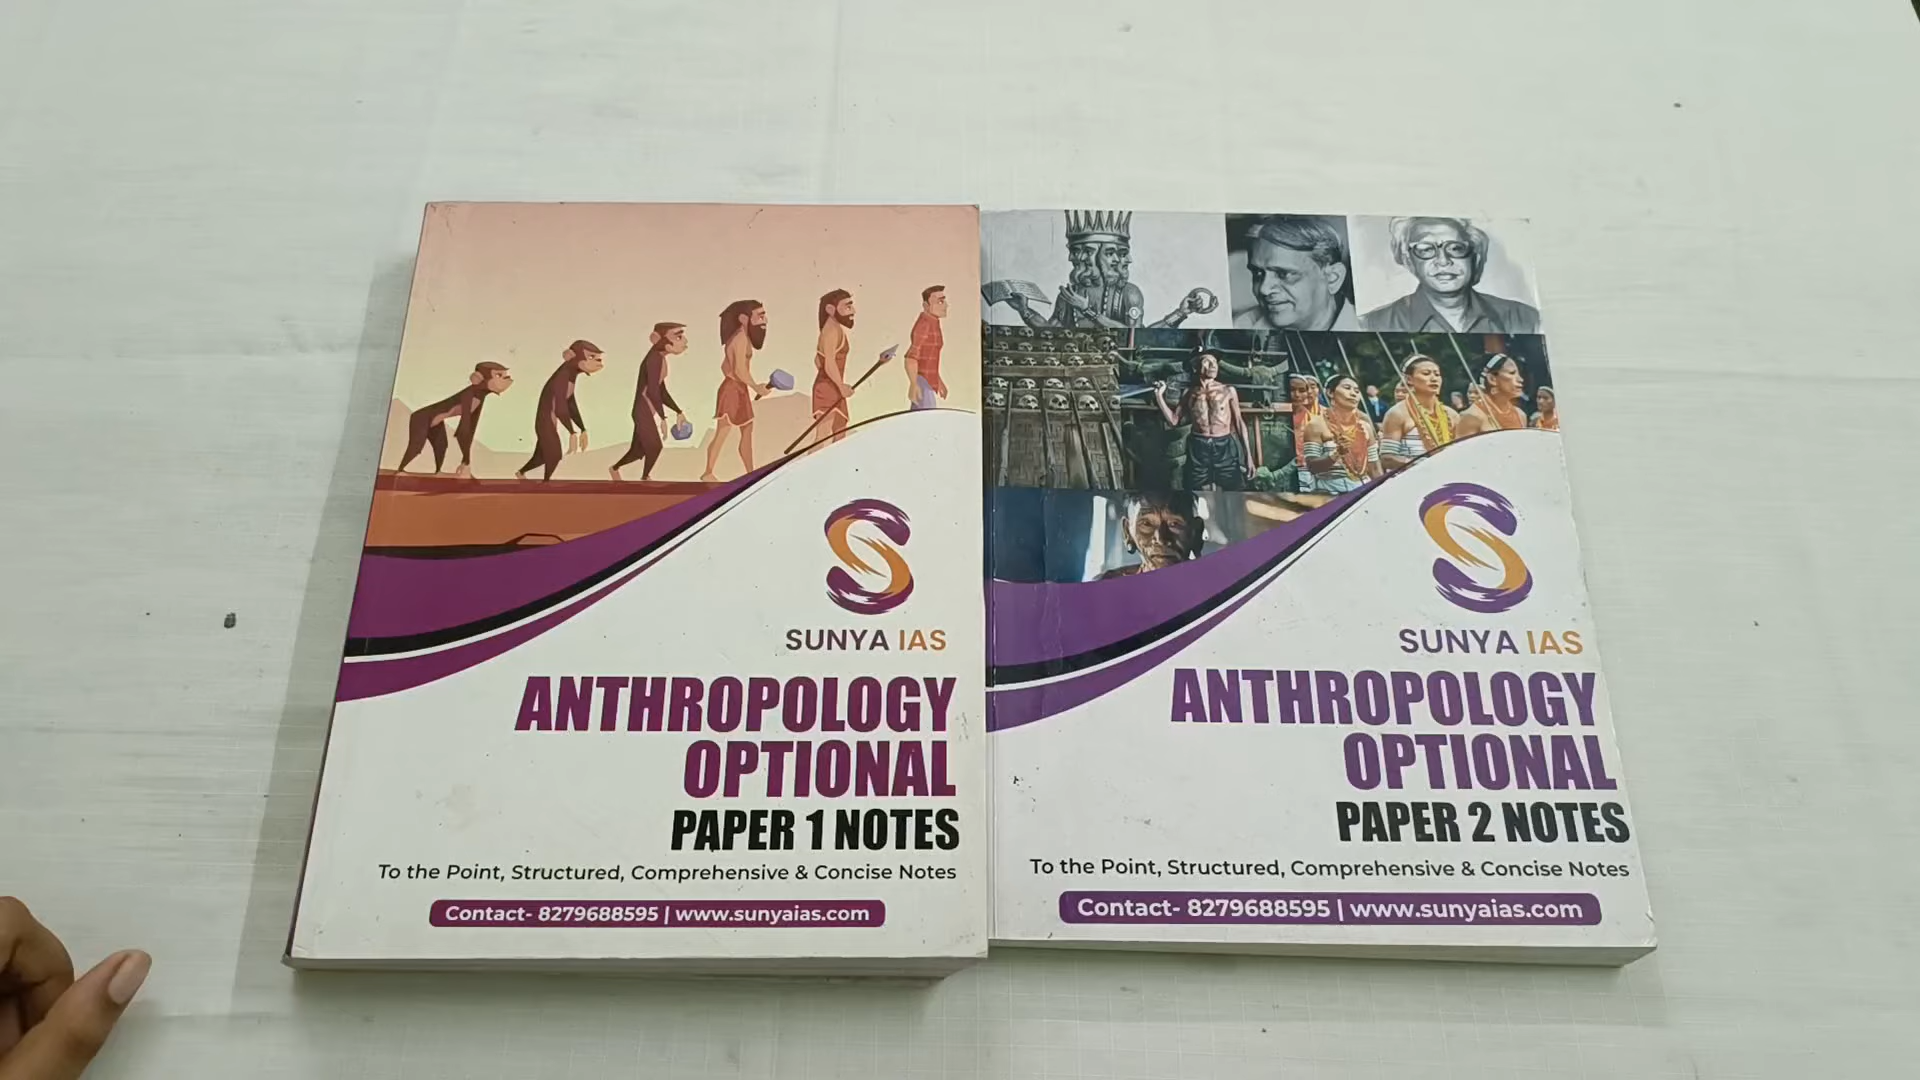 SUNYA IAS
ANTHROPOLOGY
OPTIONAL
PAPER 1 NOTES
To the Point, Structured, Comprehensive & Concise Notes
Contact- 8279688595 | www.sunyaias.com
SUNYA IAS
ANTHROPOLOGY
OPTIONAL
PAPER 2 NOTES
To the Point, Structured, Comprehensive & Concise Notes
Contact- 8279688595 | www.sunyaias.com